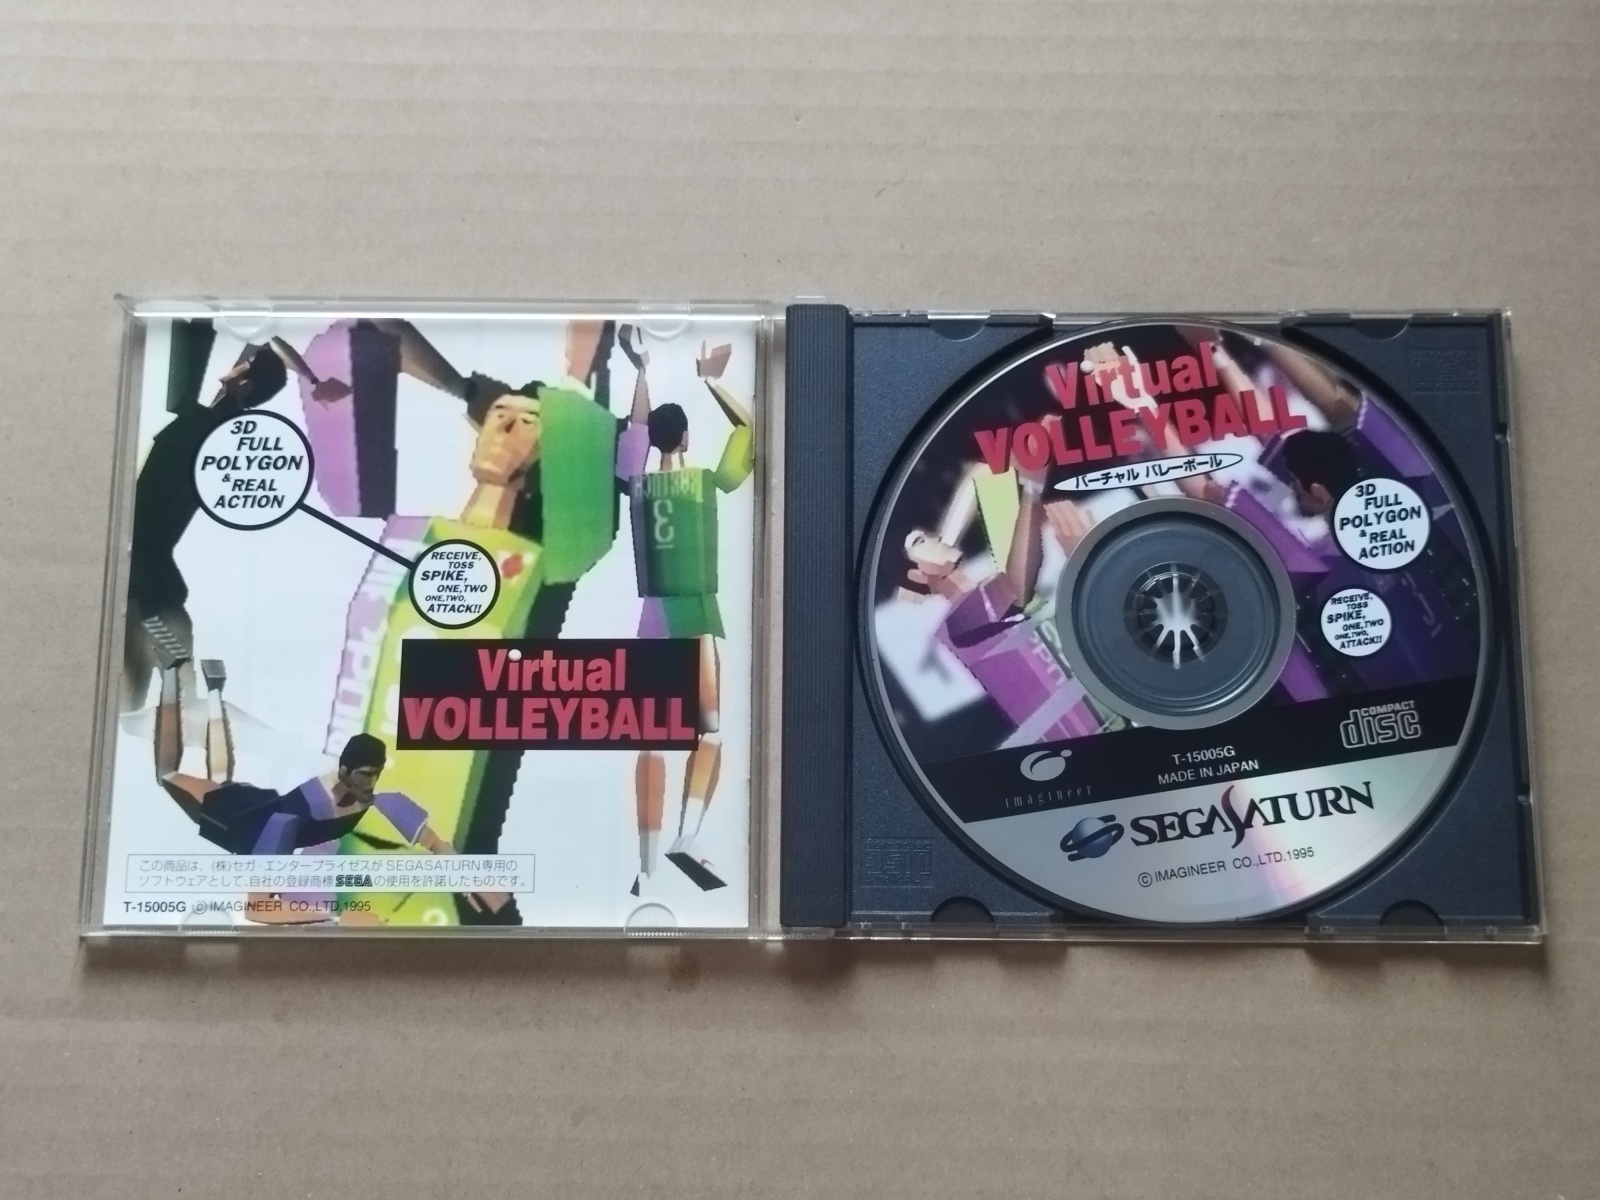 3D
FULL
POLYGON
& REAL
ACTION
RECEIVE,
TOSS
SPIKE,
ONE,TWO
ONE,TWO,
ATTACK!!
Virtual
VOLLEYBALL
この商品は、(株)セガ・エンタープライゼスがSEGASATURN専用の
ソフトウェアとして、自社の登録商標SEGAの使用を許諾したものです。
T-15005G ©IMAGINEER CO.,LTD,1995
Virtual
VOLLEYBALL
バーチャル バレーボール
3D
FULL
POLYGON
& REAL
ACTION
RECEIVE,
TOSS
SPIKE,
ONE,TWO
ONE,TWO,
ATTACK!!
COMPACT
disc
imagineer
T-15005G
MADE IN JAPAN
SEGASATURN
©IMAGINEER CO.,LTD.1995